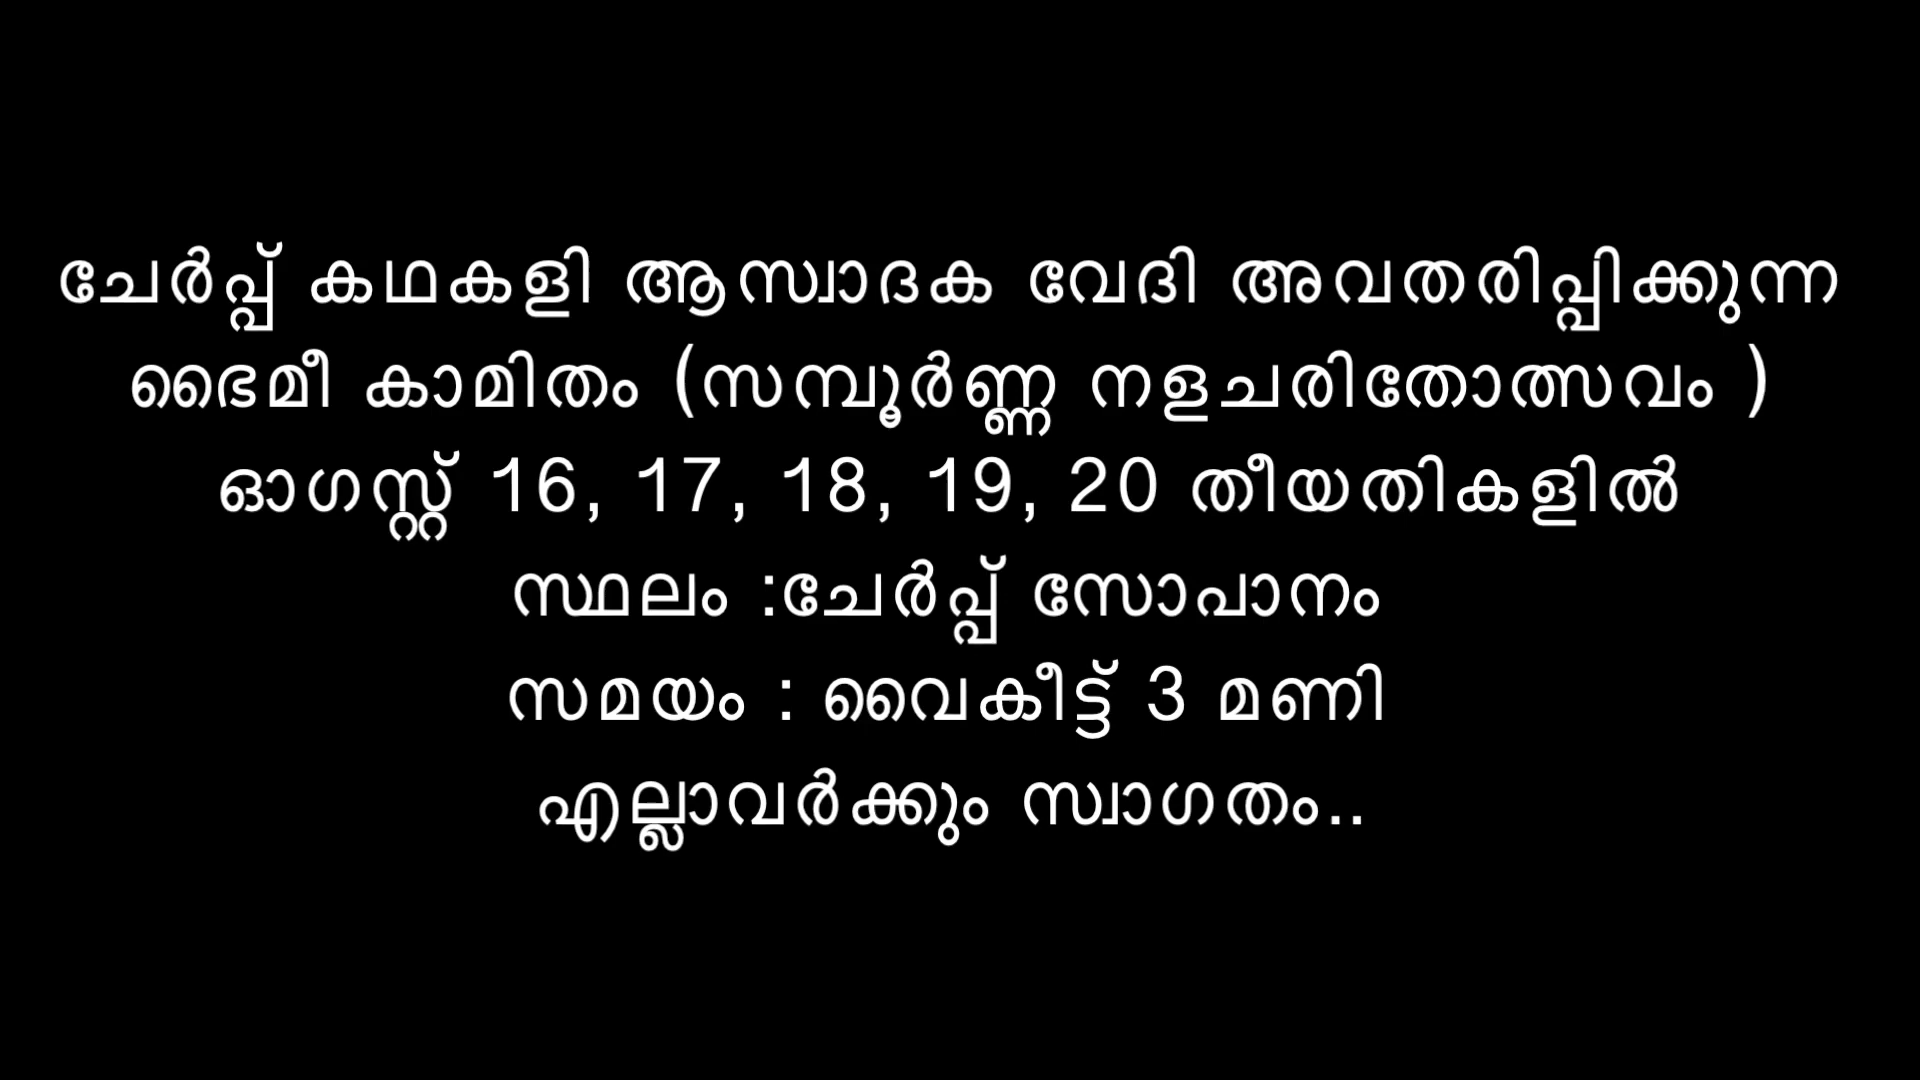 ചേർപ്പ് കഥകളി ആസ്വാദക വേദി അവതരിപ്പിക്കുന്ന
ഭൈമീ കാമിതം (സമ്പൂർണ്ണ നളചരിതോത്സവം )
ഓഗസ്റ്റ് 16, 17, 18, 19, 20 തീയതികളിൽ
സ്ഥലം :ചേർപ്പ് സോപാനം
സമയം : വൈകീട്ട് 3 മണി
എല്ലാവർക്കും സ്വാഗതം..